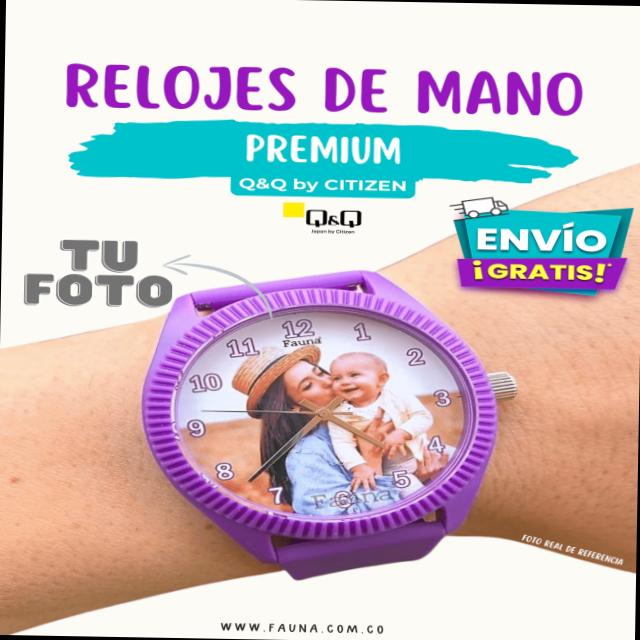 RELOJES DE MANO
PREMIUM
Q&Q by CITIZEN
Q&Q
Japan by Citizen
ENVÍO
¡GRATIS!*
TU
FOTO
12
1
2
3
4
5
6
7
8
9
10
11
Fauna
Fauna
FOTO REAL DE REFERENCIA
WWW.FAUNA.COM.CO